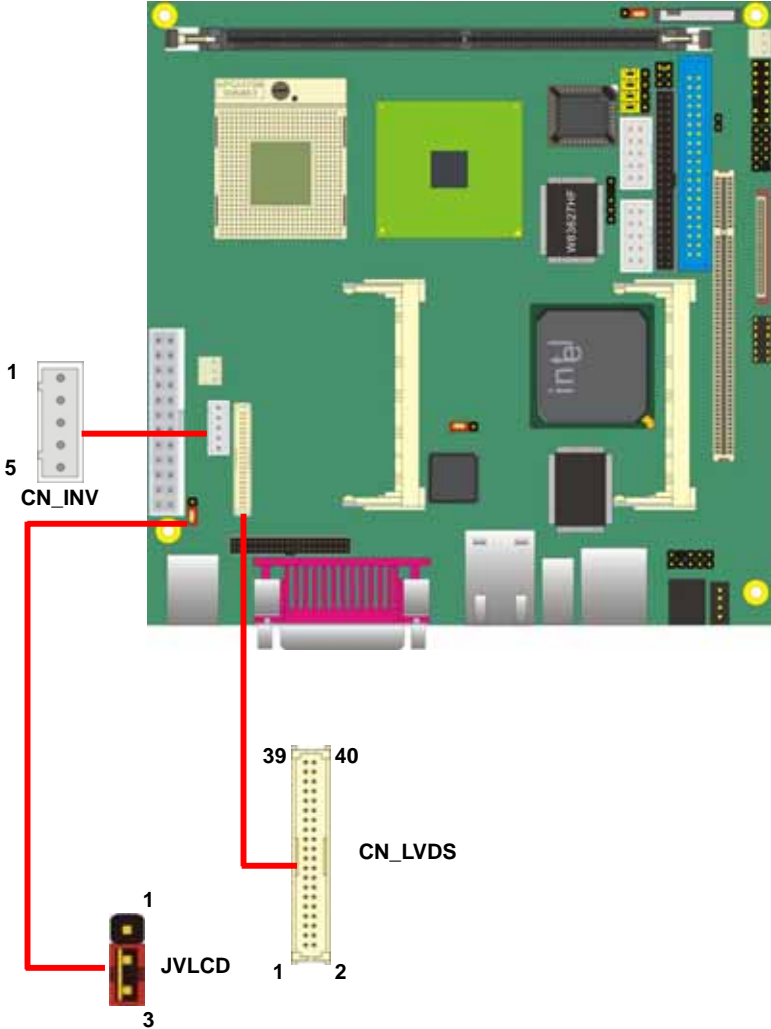 W83627HF
intel
1
5
CN_INV
39 40
CN_LVDS
1 2
1
JVLCD
3